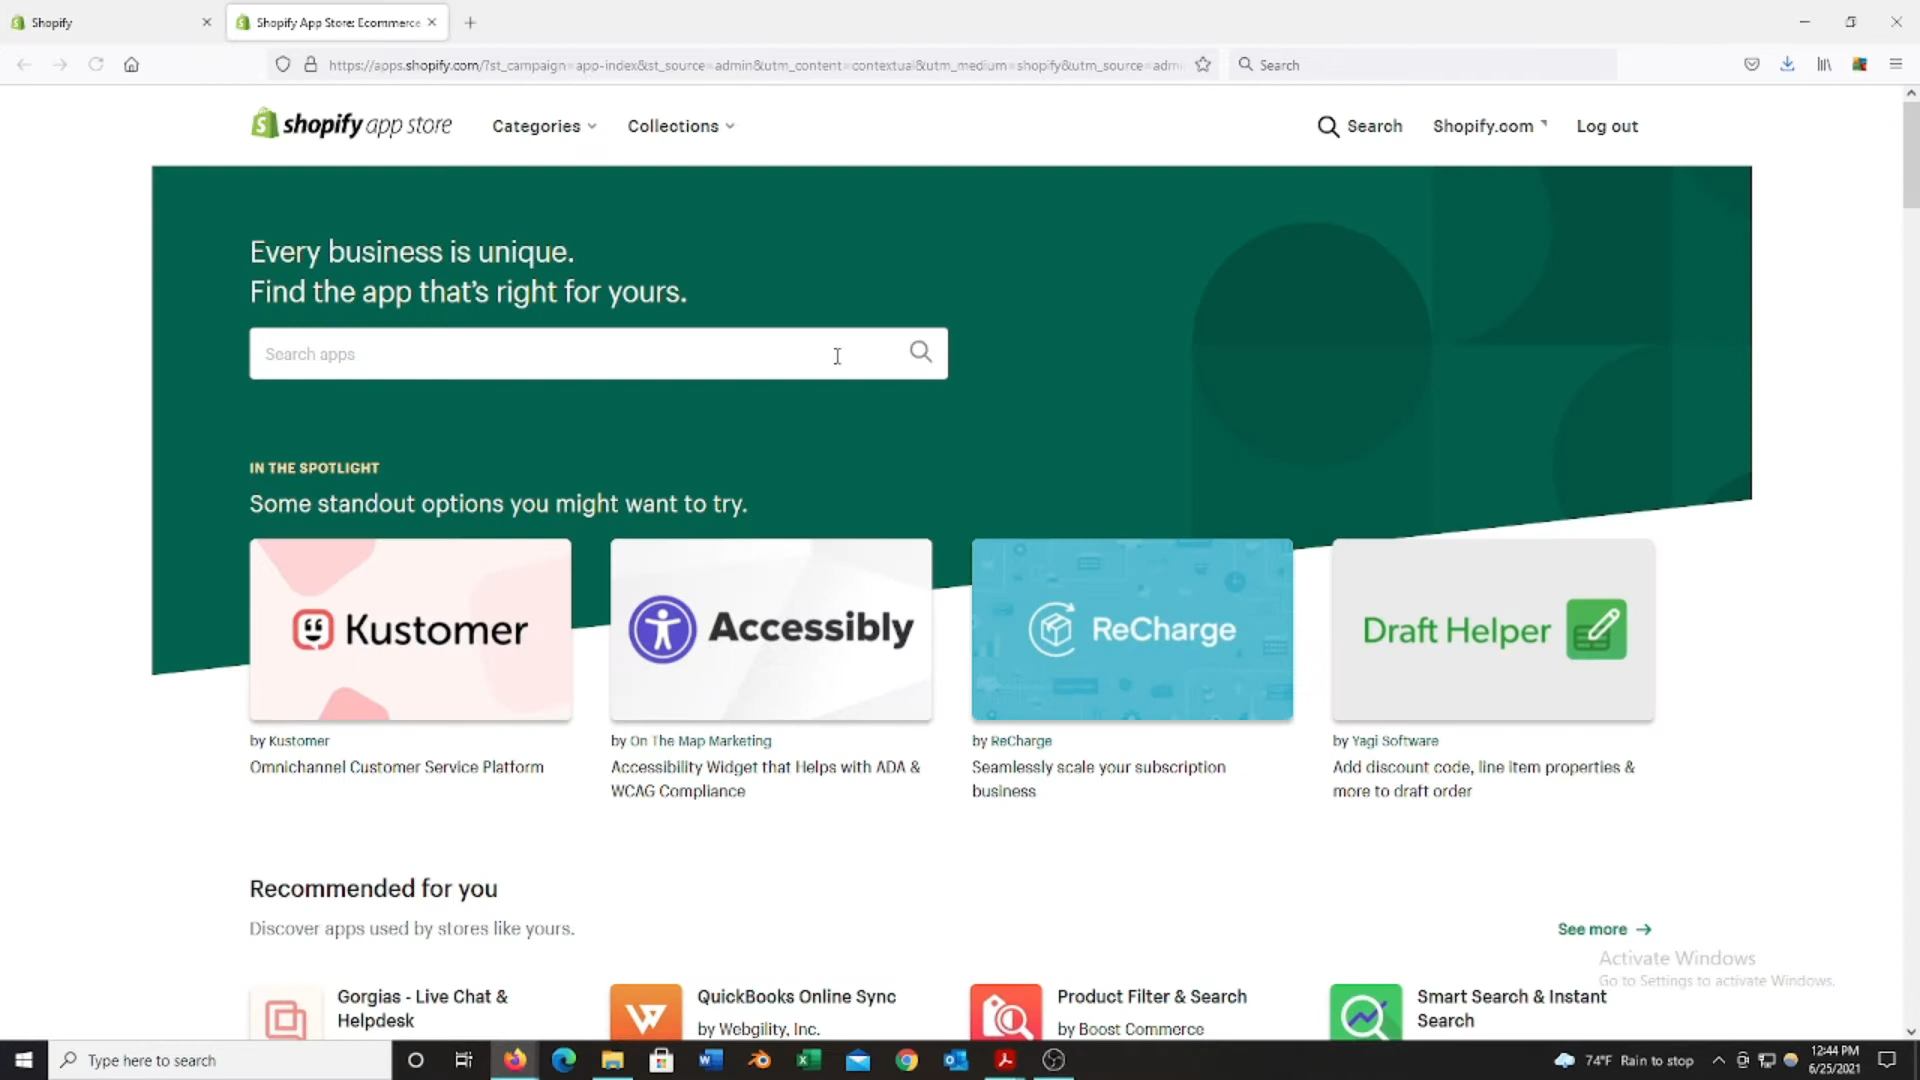 Shopify
Shopify App Store: Ecommerce
https://apps.shopify.com/?st_campaign=app-index&st_source=admin&utm_content=contextual&utm_medium=shopify&utm_source=admi
Search
shopify app store
Categories
Collections
Search
Shopify.com
Log out
Every business is unique.
Find the app that's right for yours.
Search apps
IN THE SPOTLIGHT
Some standout options you might want to try.
Kustomer
Accessibly
ReCharge
Draft Helper
by Kustomer
Omnichannel Customer Service Platform
by On The Map Marketing
Accessibility Widget that Helps with ADA &
WCAG Compliance
by ReCharge
Seamlessly scale your subscription
business
by Yagi Software
Add discount code, line item properties &
more to draft order
Recommended for you
Discover apps used by stores like yours.
See more →
Activate Windows
Go to Settings to activate Windows.
Gorgias - Live Chat &
Helpdesk
QuickBooks Online Sync
by Webgility, Inc.
Product Filter & Search
by Boost Commerce
Smart Search & Instant
Search
Type here to search
74°F Rain to stop
12:44 PM
6/25/2021